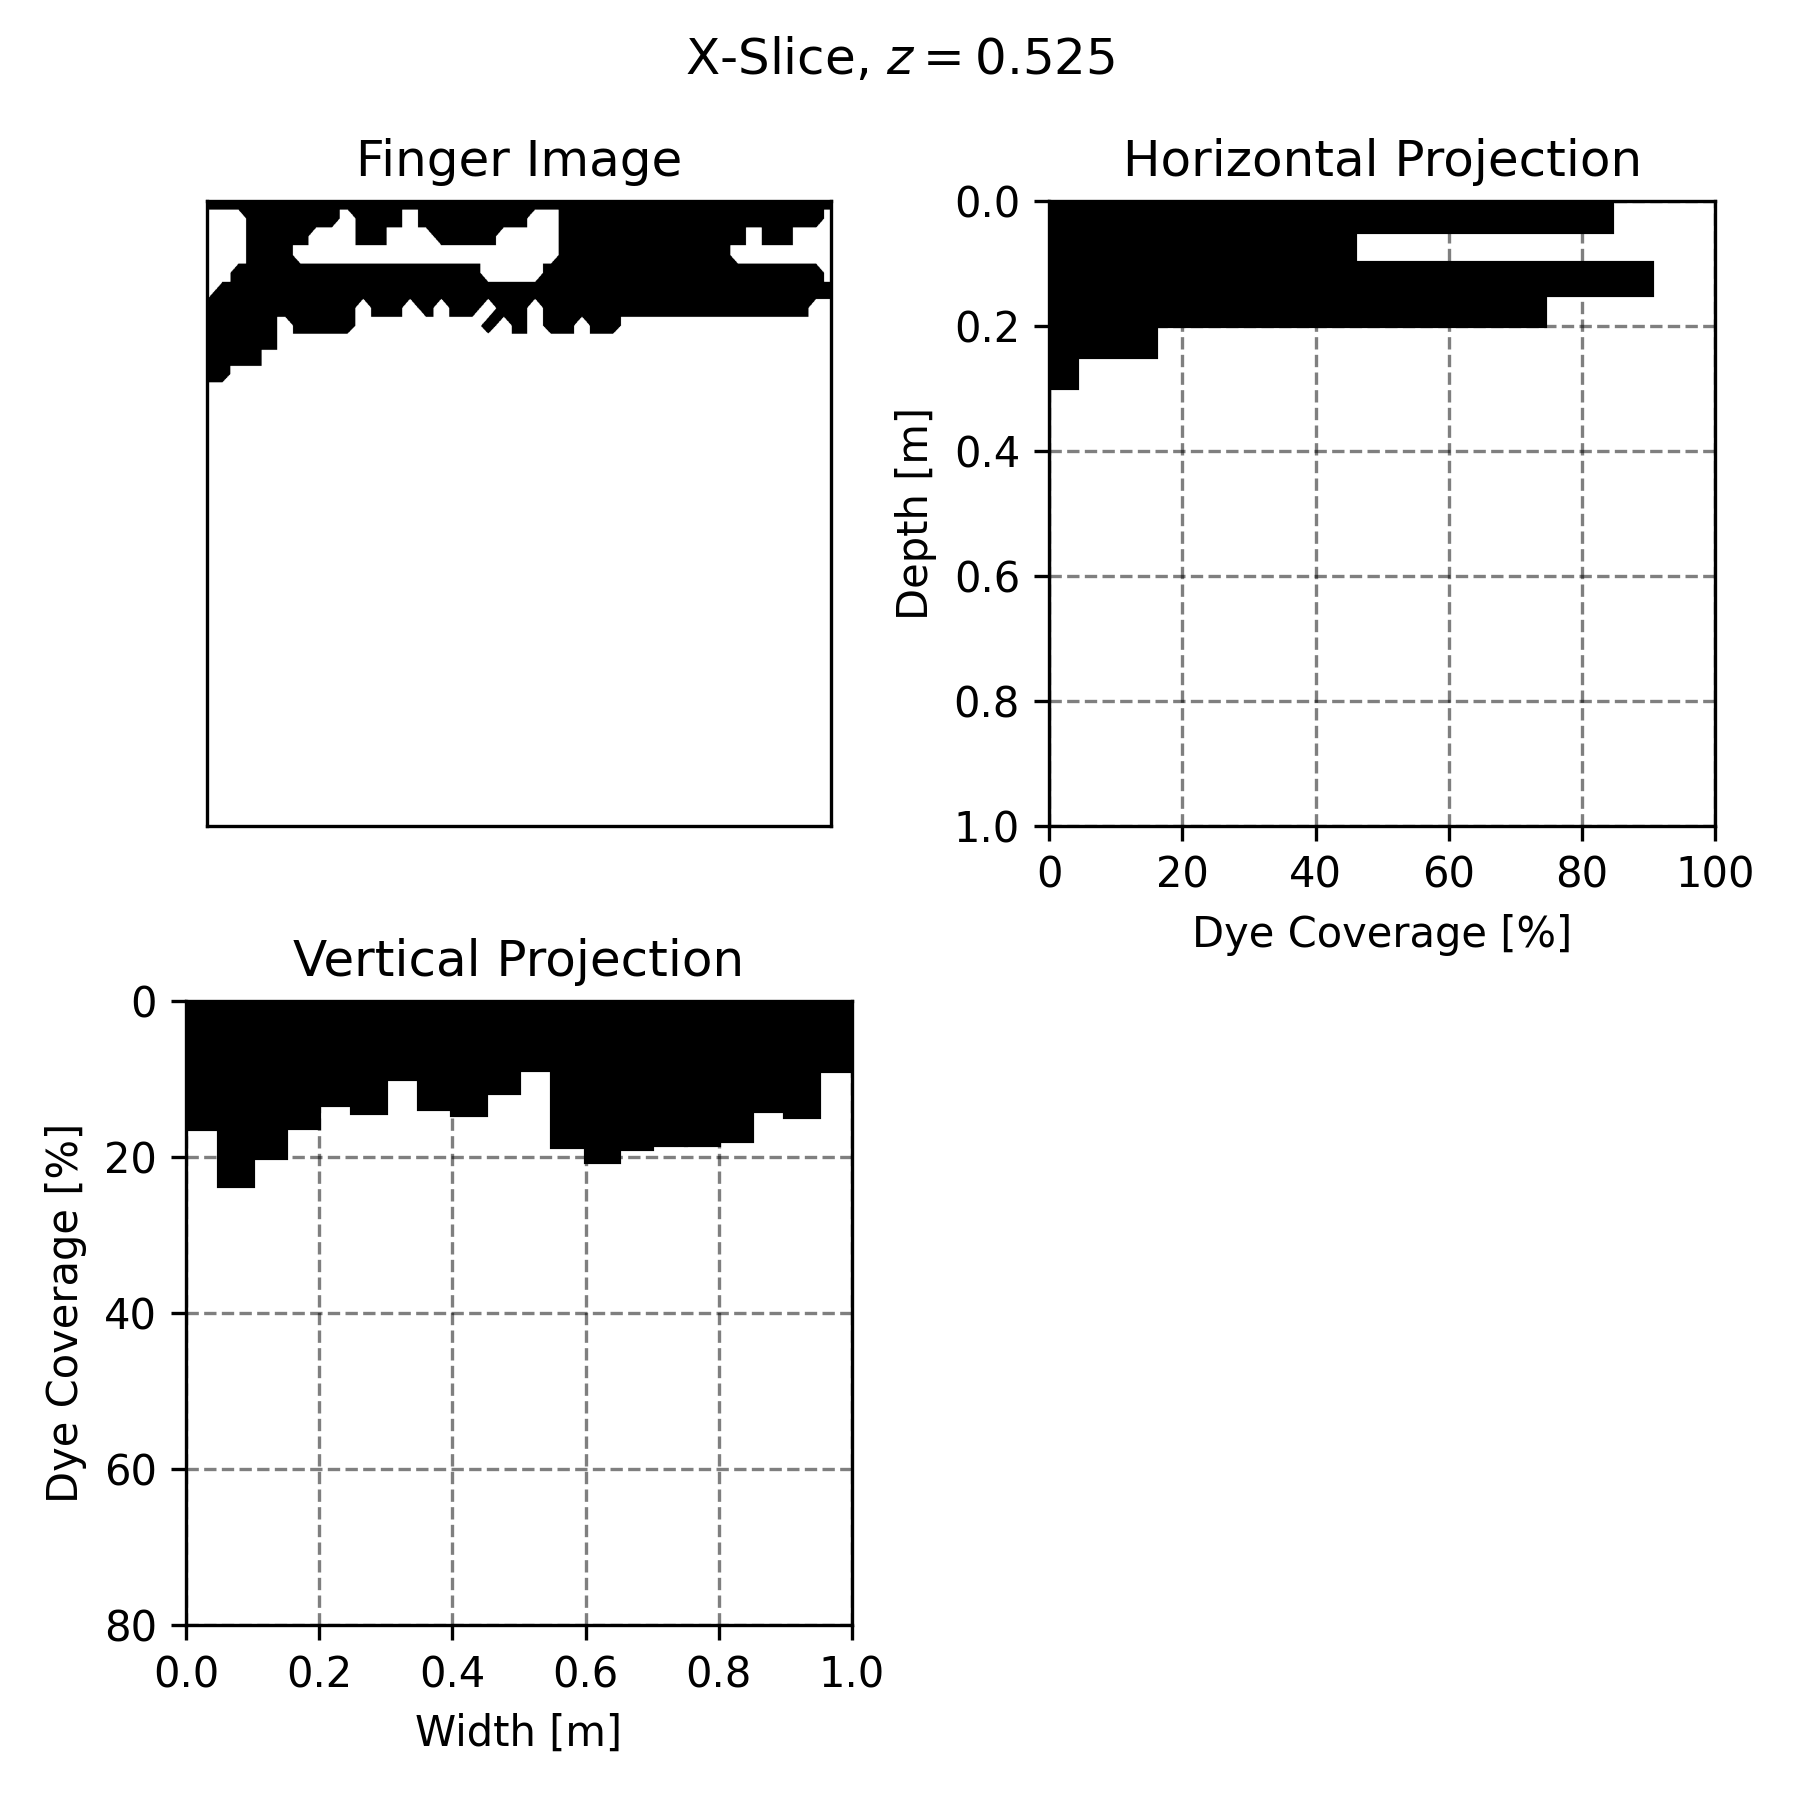 X-Slice, z = 0.525
Finger Image
Horizontal Projection
0.0
0.2
0.4
0.6
0.8
1.0
Depth [m]
0 20 40 60 80 100
Dye Coverage [%]
Vertical Projection
0
20
40
60
80
Dye Coverage [%]
0.0 0.2 0.4 0.6 0.8 1.0
Width [m]